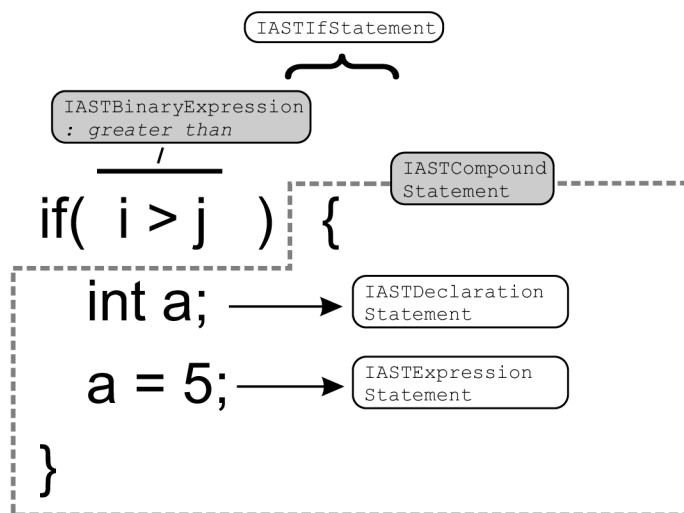 IASTIfStatement
IASTBinaryExpression
: greater than
IASTCompound
Statement
if( i > j ) {
int a;
IASTDeclaration
Statement
a = 5;
IASTExpression
Statement
}